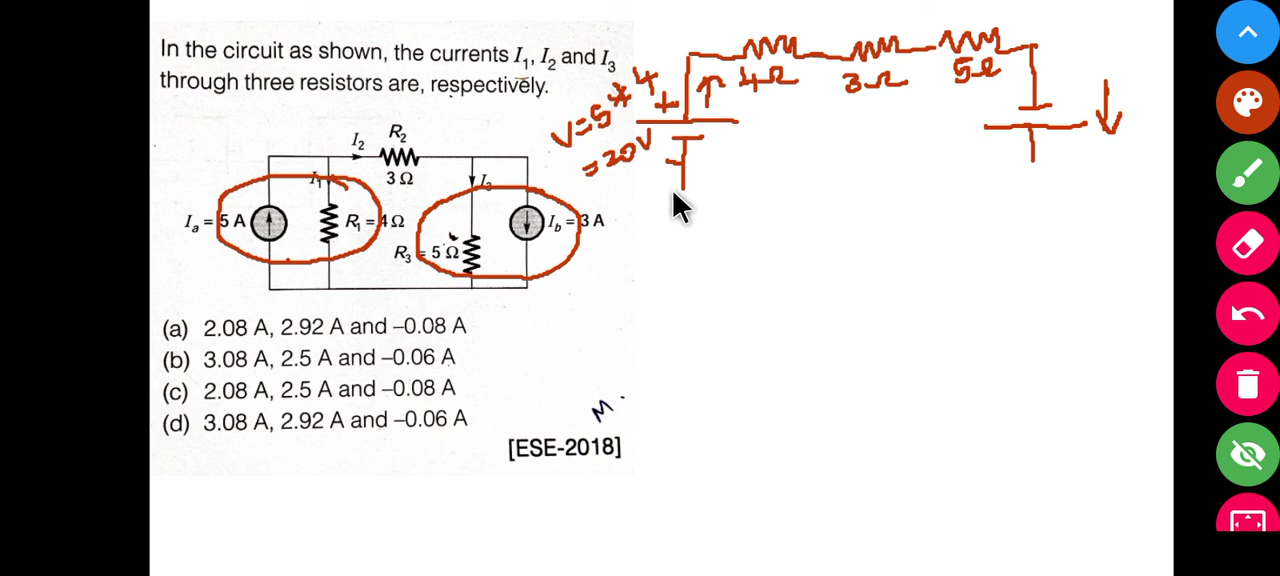 In the circuit as shown, the currents I₁, I₂ and I₃
through three resistors are, respectively.
I₂
R₂
3 Ω
I₁
Iₐ = 5 A
R₁ = 4 Ω
I_b = 3 A
R₃ = 5 Ω
(a) 2.08 A, 2.92 A and –0.08 A
(b) 3.08 A, 2.5 A and –0.06 A
(c) 2.08 A, 2.5 A and –0.08 A
(d) 3.08 A, 2.92 A and –0.06 A
M.
[ESE-2018]
V=5*4
=20V
+
4Ω
3Ω
5Ω